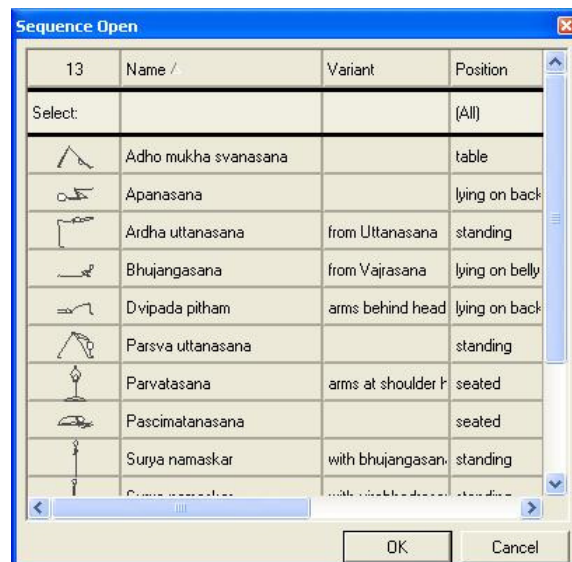 Sequence Open
13 Name / Variant Position
Select: (All)
Adho mukha svanasana table
Apanasana lying on back
Ardha uttanasana from Uttanasana standing
Bhujangasana from Vajrasana lying on belly
Dvipada pitham arms behind head lying on back
Parsva uttanasana standing
Parvatasana arms at shoulder h seated
Pascimatanasana seated
Surya namaskar with bhujangasan standing
OK Cancel